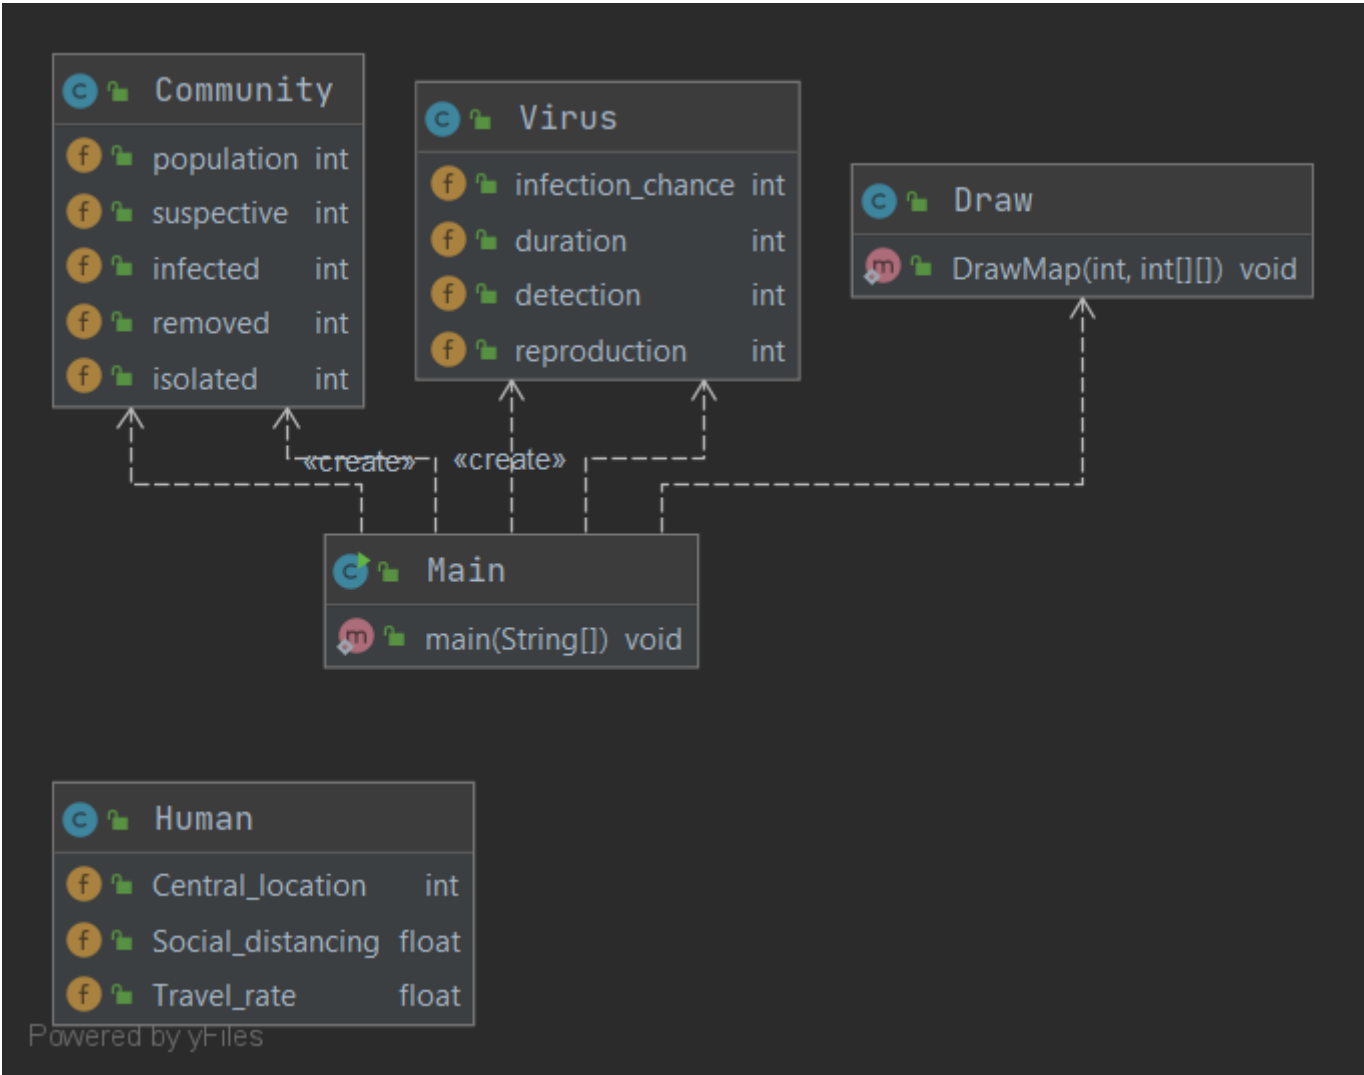 Community
population int
suspective int
infected int
removed int
isolated int
Virus
infection_chance int
duration int
detection int
reproduction int
Draw
DrawMap(int, int[][]) void
«create»
«create»
Main
main(String[]) void
Human
Central_location int
Social_distancing float
Travel_rate float
Powered by yFiles